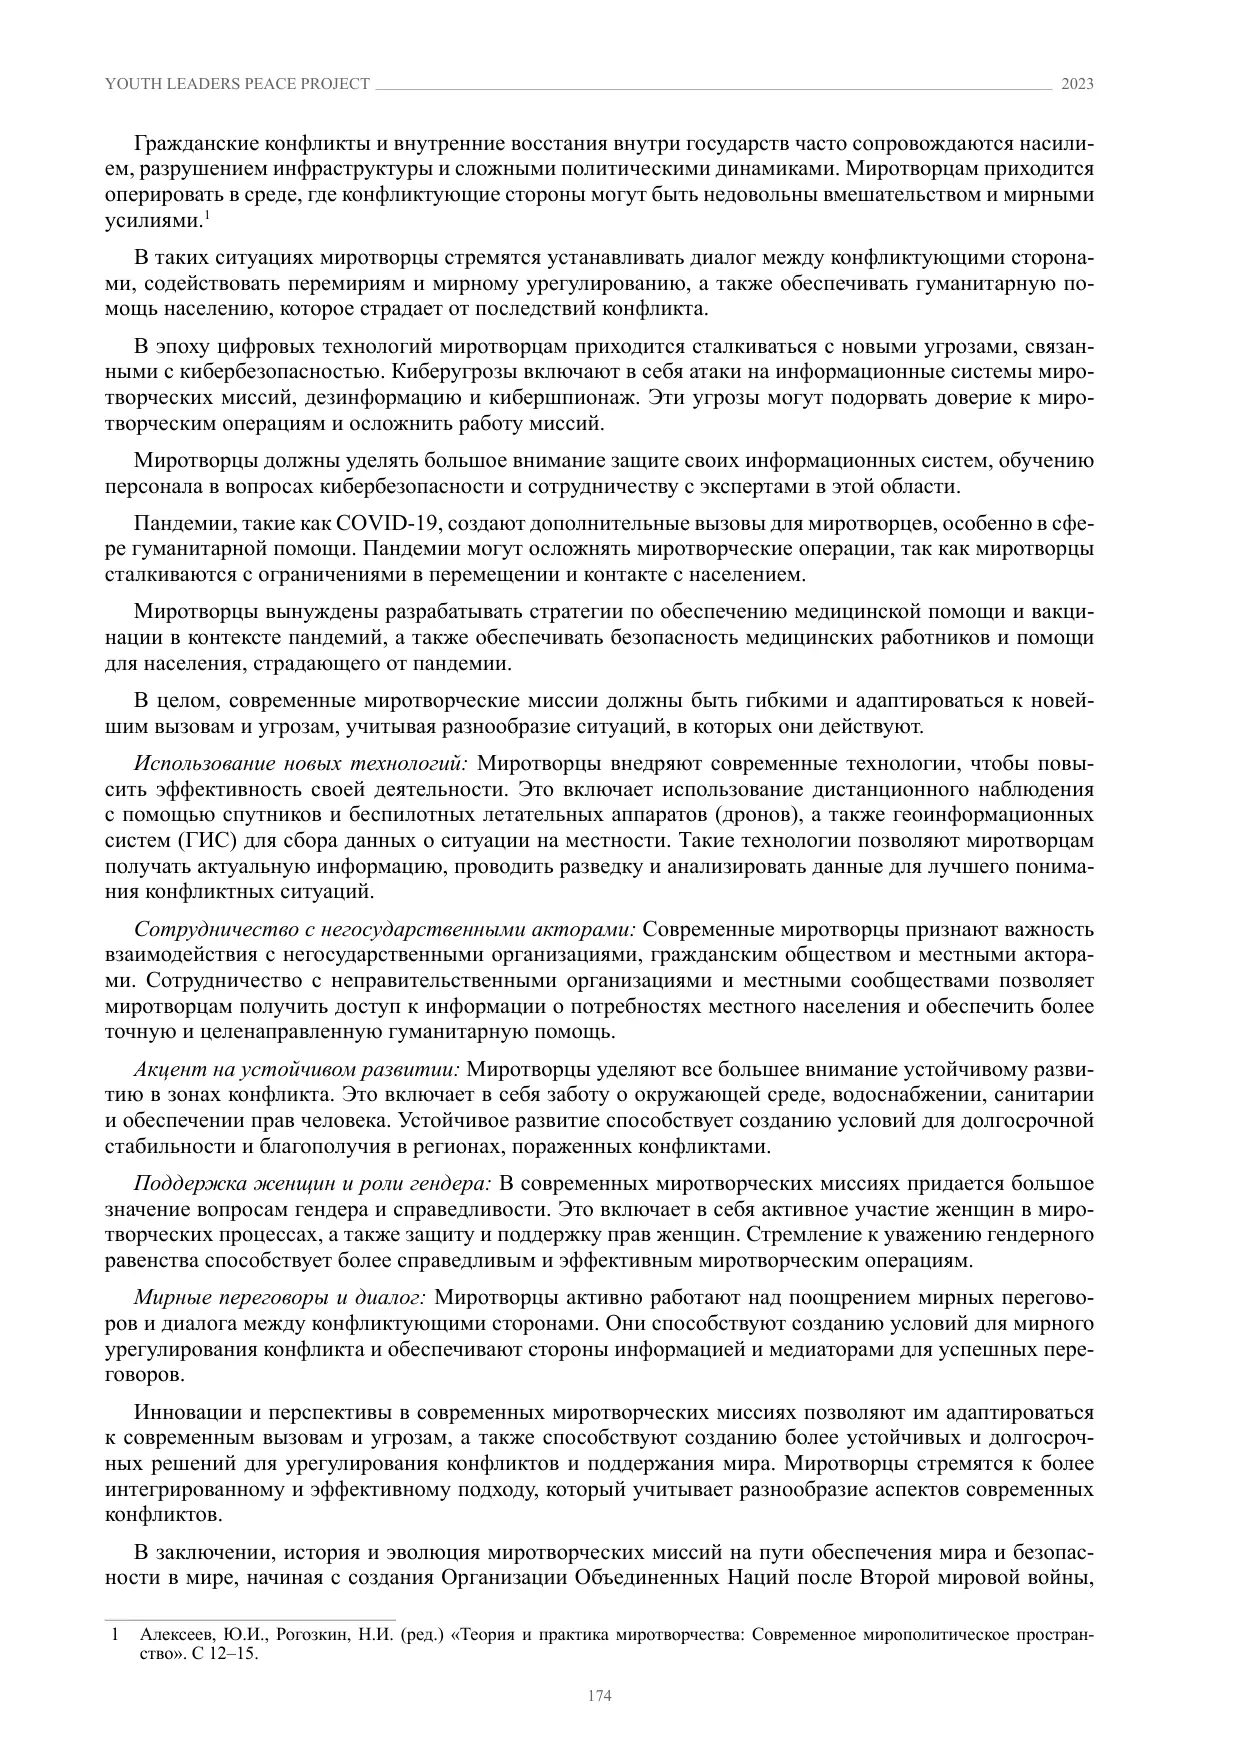 YOUTH LEADERS PEACE PROJECT 2023
Гражданские конфликты и внутренние восстания внутри государств часто сопровождаются насили-
ем, разрушением инфраструктуры и сложными политическими динамиками. Миротворцам приходится
оперировать в среде, где конфликтующие стороны могут быть недовольны вмешательством и мирными
усилиями.1
В таких ситуациях миротворцы стремятся устанавливать диалог между конфликтующими сторона-
ми, содействовать перемириям и мирному урегулированию, а также обеспечивать гуманитарную по-
мощь населению, которое страдает от последствий конфликта.
В эпоху цифровых технологий миротворцам приходится сталкиваться с новыми угрозами, связан-
ными с кибербезопасностью. Киберугрозы включают в себя атаки на информационные системы миро-
творческих миссий, дезинформацию и кибершпионаж. Эти угрозы могут подорвать доверие к миро-
творческим операциям и осложнить работу миссий.
Миротворцы должны уделять большое внимание защите своих информационных систем, обучению
персонала в вопросах кибербезопасности и сотрудничеству с экспертами в этой области.
Пандемии, такие как COVID-19, создают дополнительные вызовы для миротворцев, особенно в сфе-
ре гуманитарной помощи. Пандемии могут осложнять миротворческие операции, так как миротворцы
сталкиваются с ограничениями в перемещении и контакте с населением.
Миротворцы вынуждены разрабатывать стратегии по обеспечению медицинской помощи и вакци-
нации в контексте пандемий, а также обеспечивать безопасность медицинских работников и помощи
для населения, страдающего от пандемии.
В целом, современные миротворческие миссии должны быть гибкими и адаптироваться к новей-
шим вызовам и угрозам, учитывая разнообразие ситуаций, в которых они действуют.
Использование новых технологий: Миротворцы внедряют современные технологии, чтобы повы-
сить эффективность своей деятельности. Это включает использование дистанционного наблюдения
с помощью спутников и беспилотных летательных аппаратов (дронов), а также геоинформационных
систем (ГИС) для сбора данных о ситуации на местности. Такие технологии позволяют миротворцам
получать актуальную информацию, проводить разведку и анализировать данные для лучшего понима-
ния конфликтных ситуаций.
Сотрудничество с негосударственными акторами: Современные миротворцы признают важность
взаимодействия с негосударственными организациями, гражданским обществом и местными актора-
ми. Сотрудничество с неправительственными организациями и местными сообществами позволяет
миротворцам получить доступ к информации о потребностях местного населения и обеспечить более
точную и целенаправленную гуманитарную помощь.
Акцент на устойчивом развитии: Миротворцы уделяют все большее внимание устойчивому разви-
тию в зонах конфликта. Это включает в себя заботу о окружающей среде, водоснабжении, санитарии
и обеспечении прав человека. Устойчивое развитие способствует созданию условий для долгосрочной
стабильности и благополучия в регионах, пораженных конфликтами.
Поддержка женщин и роли гендера: В современных миротворческих миссиях придается большое
значение вопросам гендера и справедливости. Это включает в себя активное участие женщин в миро-
творческих процессах, а также защиту и поддержку прав женщин. Стремление к уважению гендерного
равенства способствует более справедливым и эффективным миротворческим операциям.
Мирные переговоры и диалог: Миротворцы активно работают над поощрением мирных перегово-
ров и диалога между конфликтующими сторонами. Они способствуют созданию условий для мирного
урегулирования конфликта и обеспечивают стороны информацией и медиаторами для успешных пере-
говоров.
Инновации и перспективы в современных миротворческих миссиях позволяют им адаптироваться
к современным вызовам и угрозам, а также способствуют созданию более устойчивых и долгосроч-
ных решений для урегулирования конфликтов и поддержания мира. Миротворцы стремятся к более
интегрированному и эффективному подходу, который учитывает разнообразие аспектов современных
конфликтов.
В заключении, история и эволюция миротворческих миссий на пути обеспечения мира и безопас-
ности в мире, начиная с создания Организации Объединенных Наций после Второй мировой войны,
1 Алексеев, Ю.И., Рогозкин, Н.И. (ред.) «Теория и практика миротворчества: Современное мирополитическое простран-
ство». С 12–15.
174